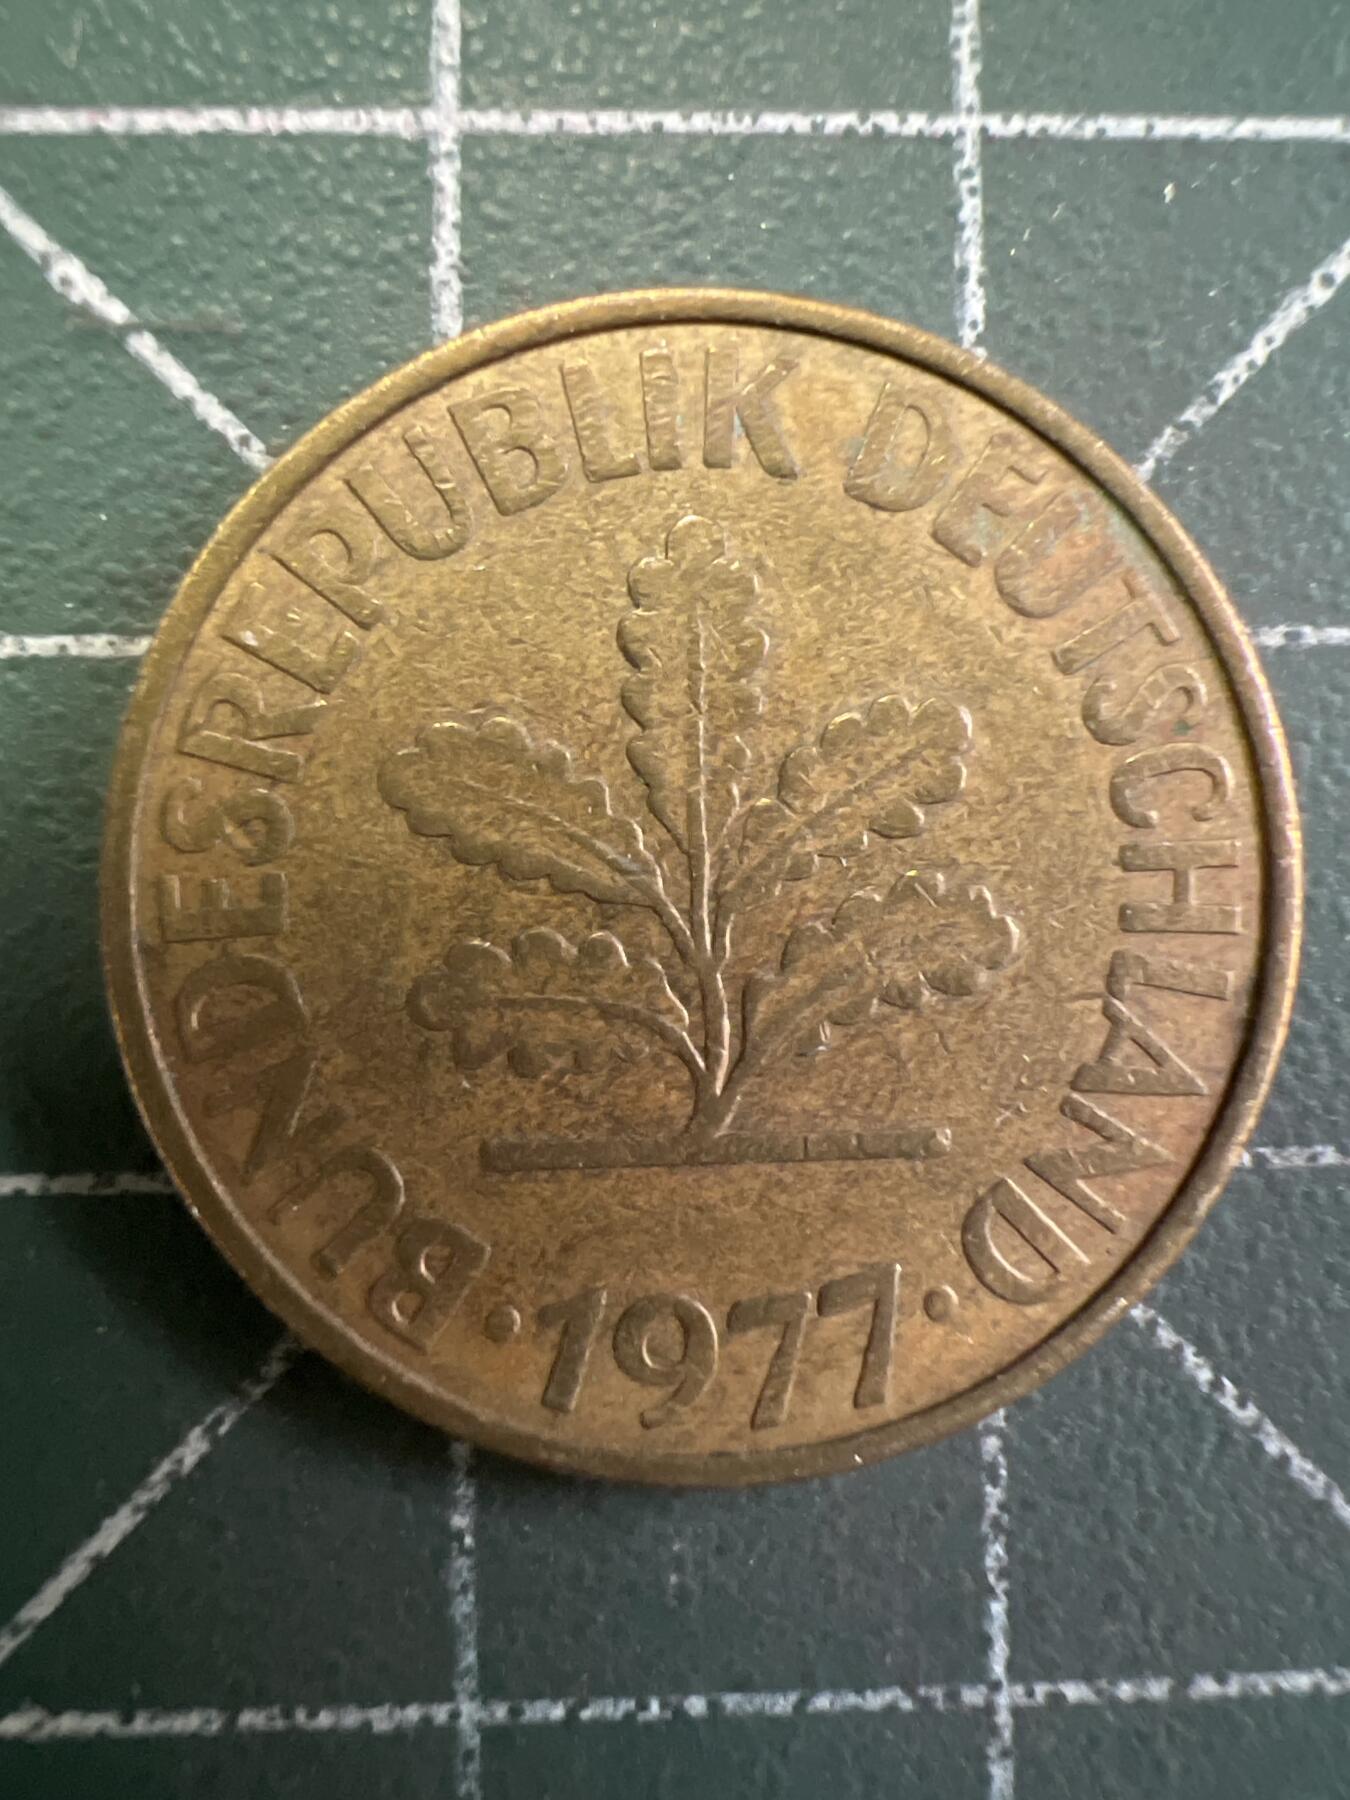 BUNDESREPUBLIK DEUTSCHLAND
· 1977 ·